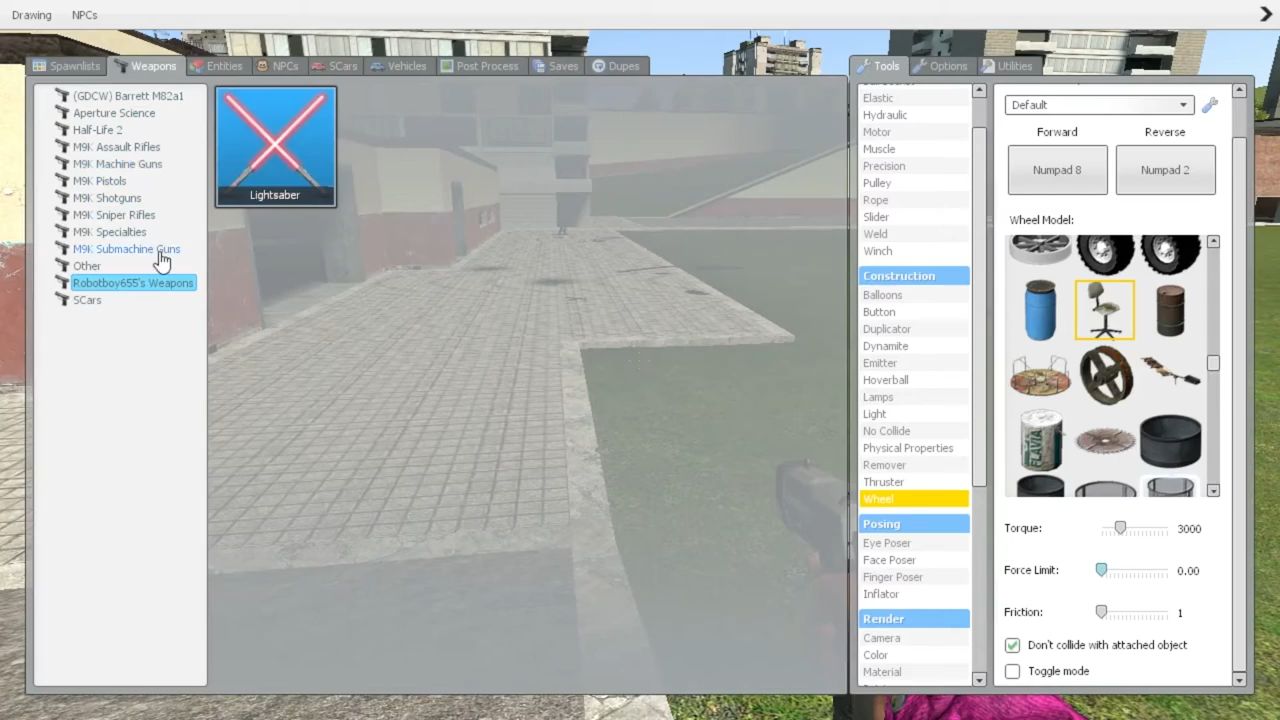 Drawing NPCs
Spawnlists Weapons Entities NPCs SCars Vehicles Post Process Saves Dupes
Tools Options Utilities
(GDCW) Barrett M82a1
Aperture Science
Half-Life 2
M9K Assault Rifles
M9K Machine Guns
M9K Pistols
M9K Shotguns
M9K Sniper Rifles
M9K Specialties
M9K Submachine Guns
Other
Robotboy655's Weapons
SCars
Lightsaber
Elastic
Hydraulic
Motor
Muscle
Precision
Pulley
Rope
Slider
Weld
Winch
Construction
Balloons
Button
Duplicator
Dynamite
Emitter
Hoverball
Lamps
Light
No Collide
Physical Properties
Remover
Thruster
Wheel
Posing
Eye Poser
Face Poser
Finger Poser
Inflator
Render
Camera
Color
Material
Default
Forward Reverse
Numpad 8 Numpad 2
Wheel Model:
FLAVIA
Torque: 3000
Force Limit: 0.00
Friction: 1
Don't collide with attached object
Toggle mode